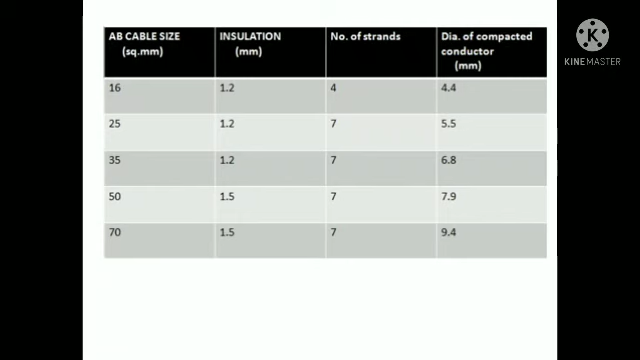 AB CABLE SIZE INSULATION No. of strands Dia. of compacted
(sq.mm) (mm) conductor
(mm)
16 1.2 4 4.4
25 1.2 7 5.5
35 1.2 7 6.8
50 1.5 7 7.9
70 1.5 7 9.4
K
KINEMASTER